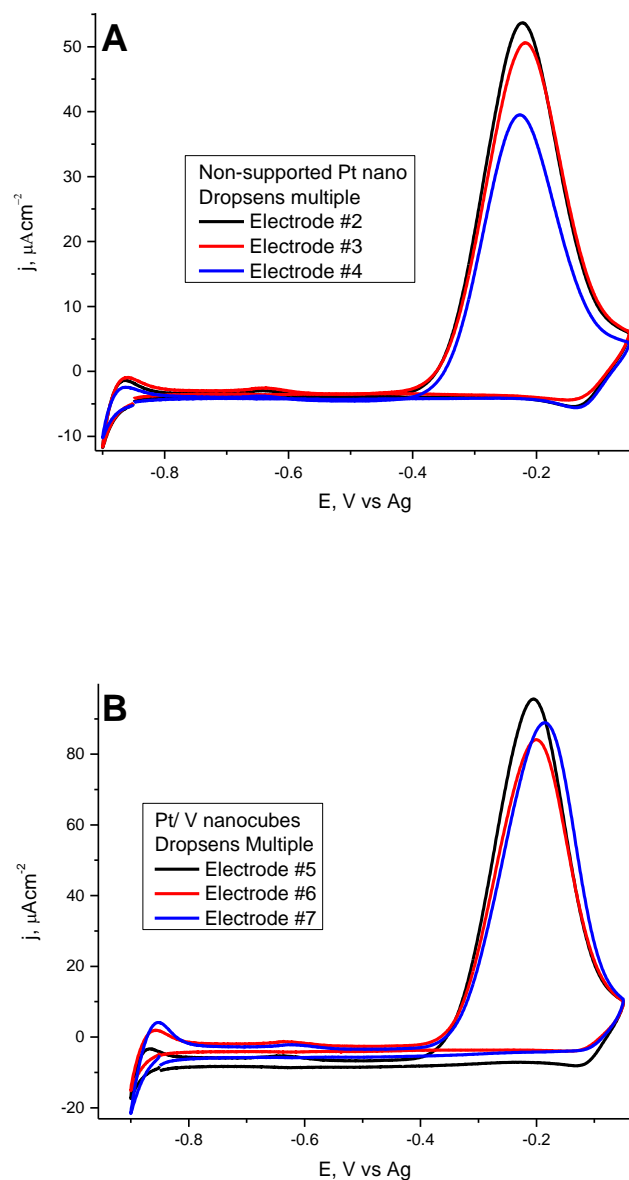 A
50
40
30
20
10
0
-10
j, µAcm⁻²
Non-supported Pt nano
Dropsens multiple
Electrode #2
Electrode #3
Electrode #4
-0.8
-0.6
-0.4
-0.2
E, V vs Ag
B
80
60
40
20
0
-20
j, µAcm⁻²
Pt/ V nanocubes
Dropsens Multiple
Electrode #5
Electrode #6
Electrode #7
-0.8
-0.6
-0.4
-0.2
E, V vs Ag